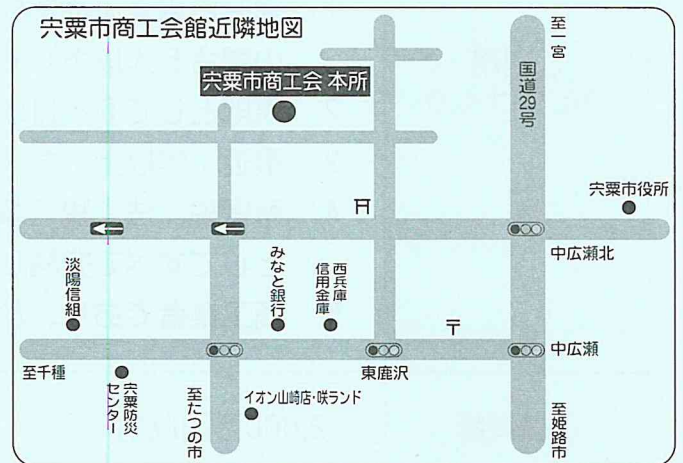 宍粟市商工会館近隣地図
至一宮
国道29号
宍粟市商工会 本所
宍粟市役所
中広瀬北
淡陽信組
みなと銀行
西兵庫
信用金庫
〒
中広瀬
東鹿沢
至千種
宍粟防災
センター
至たつの市
イオン山崎店・咲ランド
至姫路市